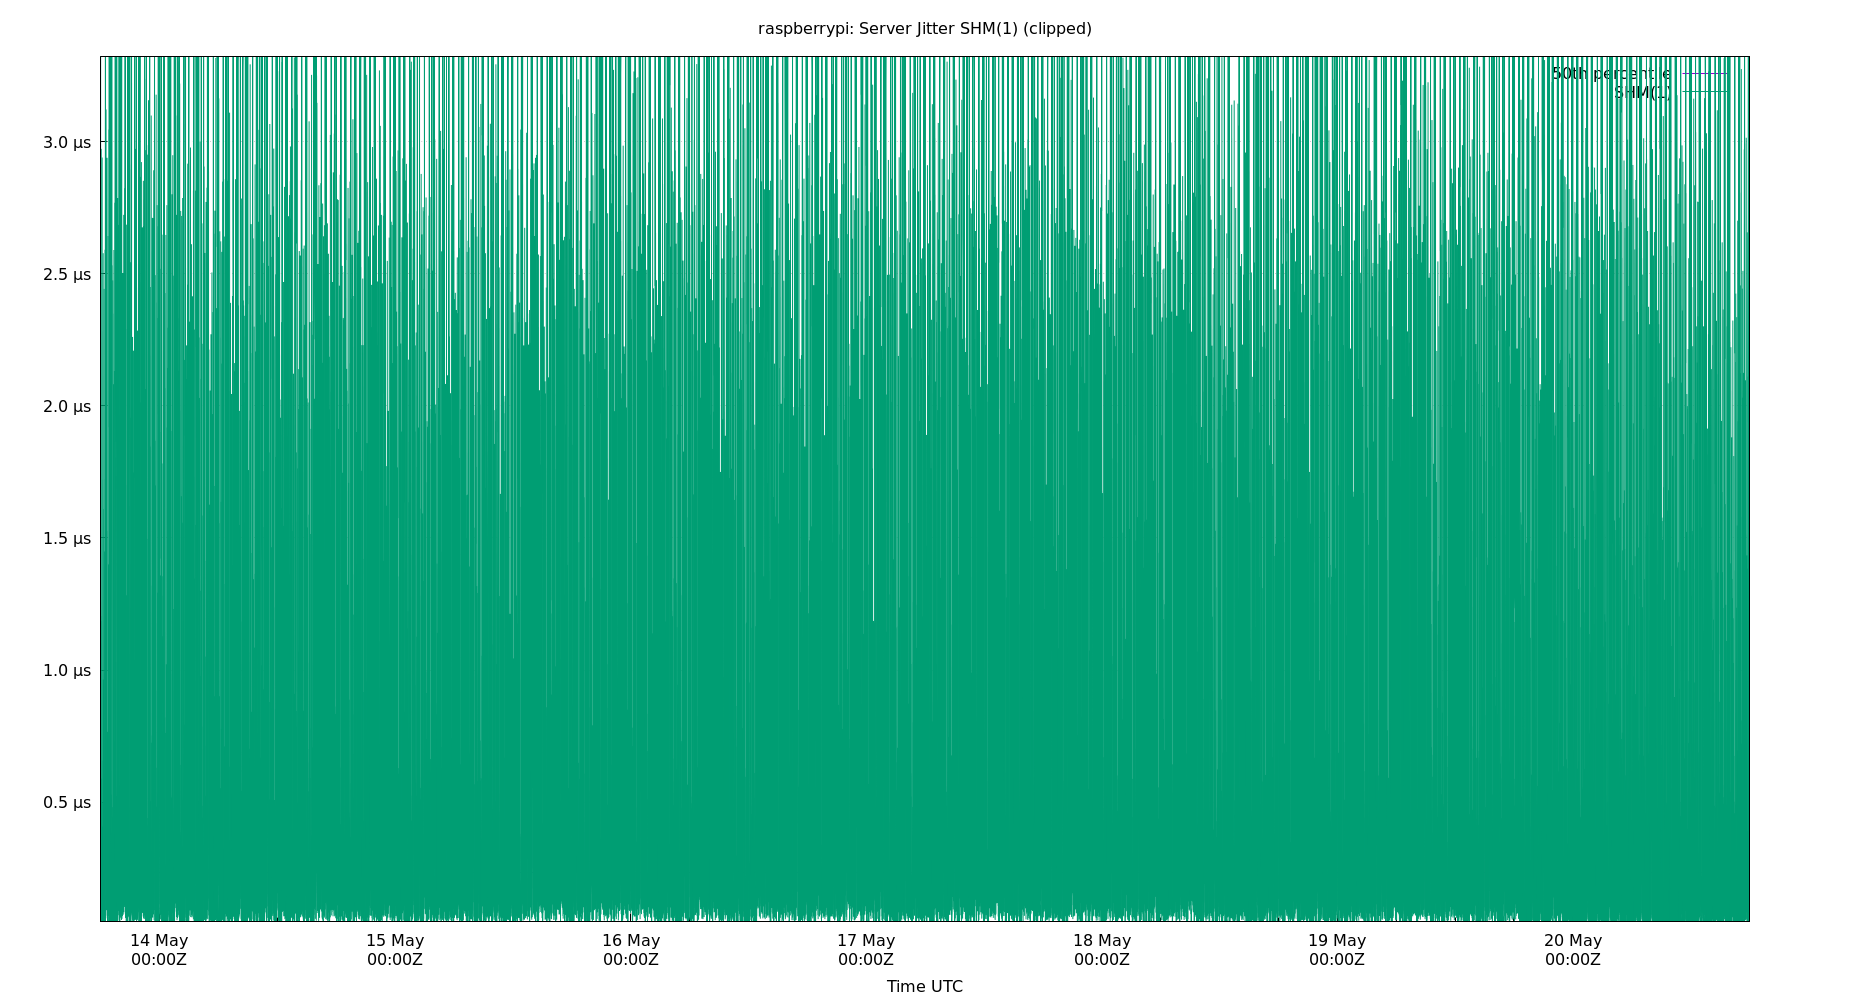 raspberrypi: Server Jitter SHM(1) (clipped)
50th percentile
SHM(1)
3.0 µs
2.5 µs
2.0 µs
1.5 µs
1.0 µs
0.5 µs
14 May 15 May 16 May 17 May 18 May 19 May 20 May
00:00Z 00:00Z 00:00Z 00:00Z 00:00Z 00:00Z 00:00Z
Time UTC